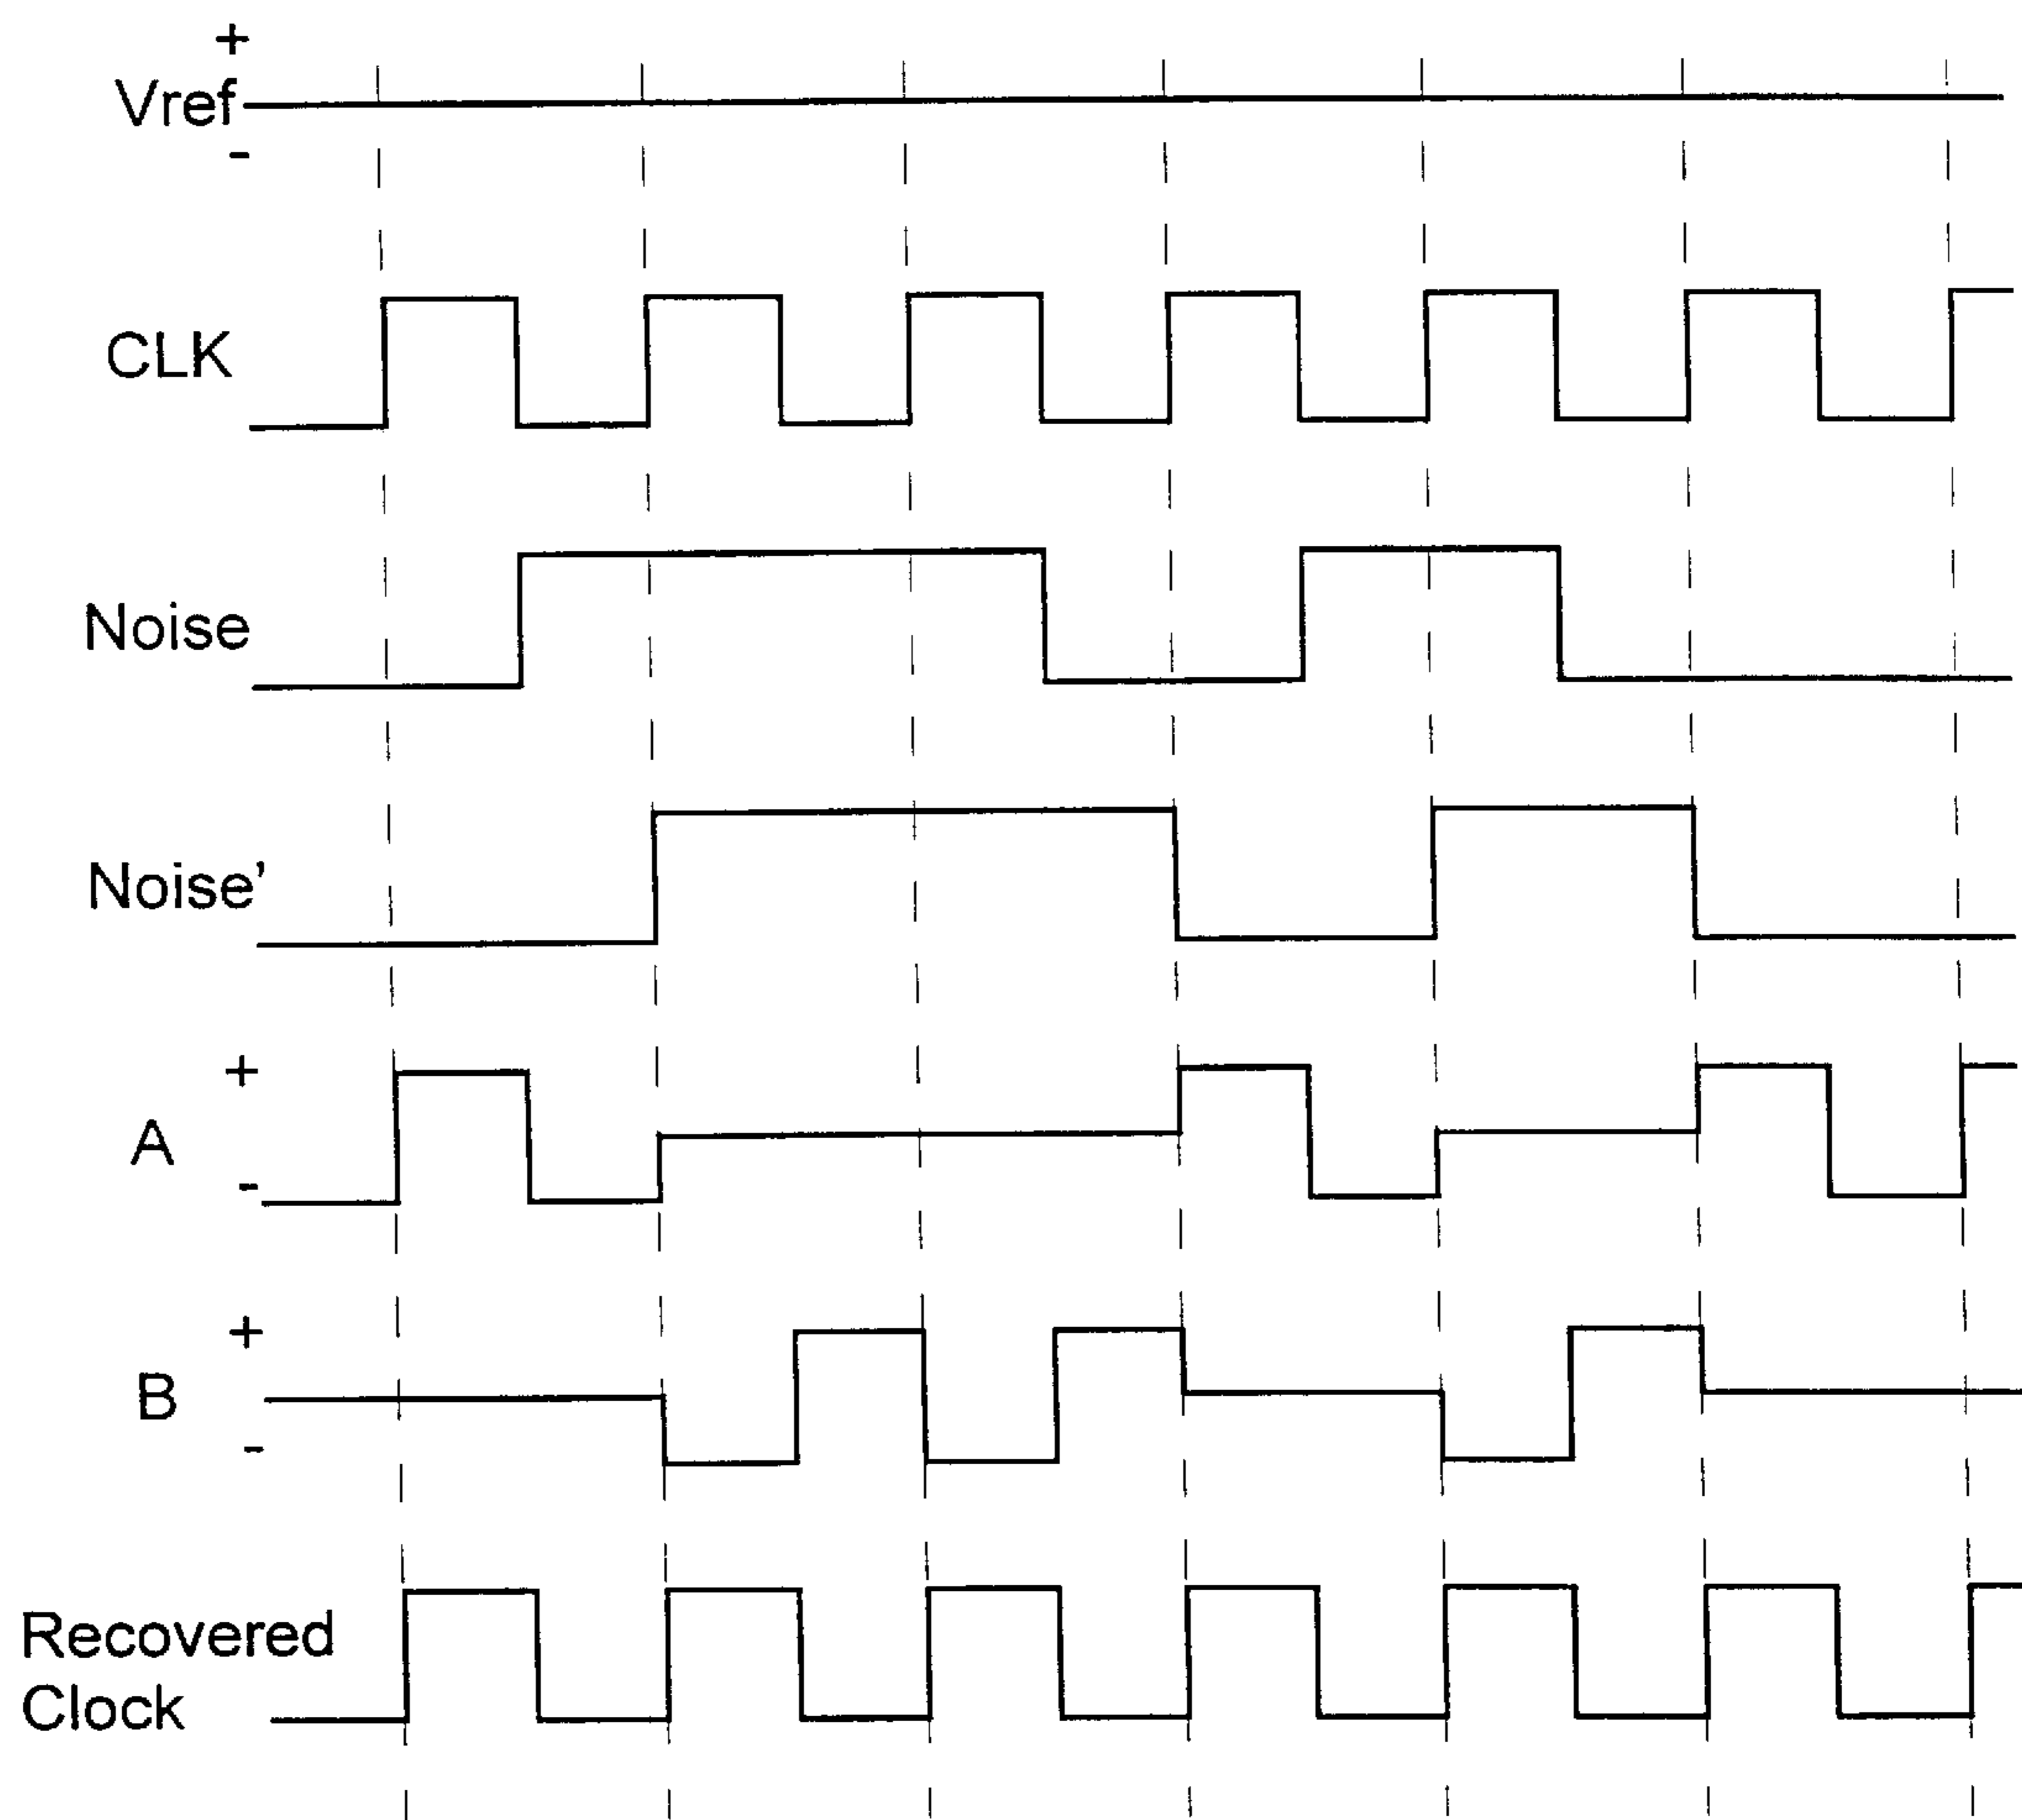 +
Vref
-
CLK
Noise
Noise’
+
A
-
+
B
-
Recovered
Clock